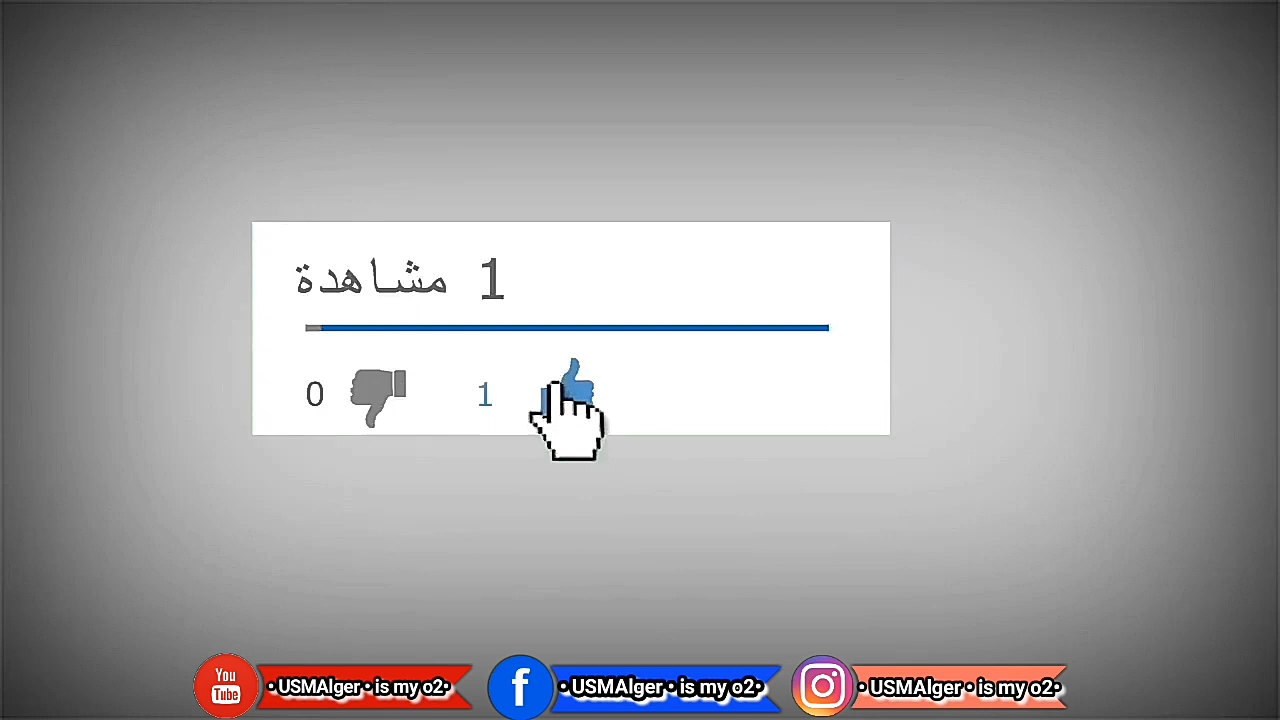 1 مشاهدة
0 1
You Tube • USMAlger • is my o2•
f • USMAlger • is my o2•
• USMAlger • is my o2•